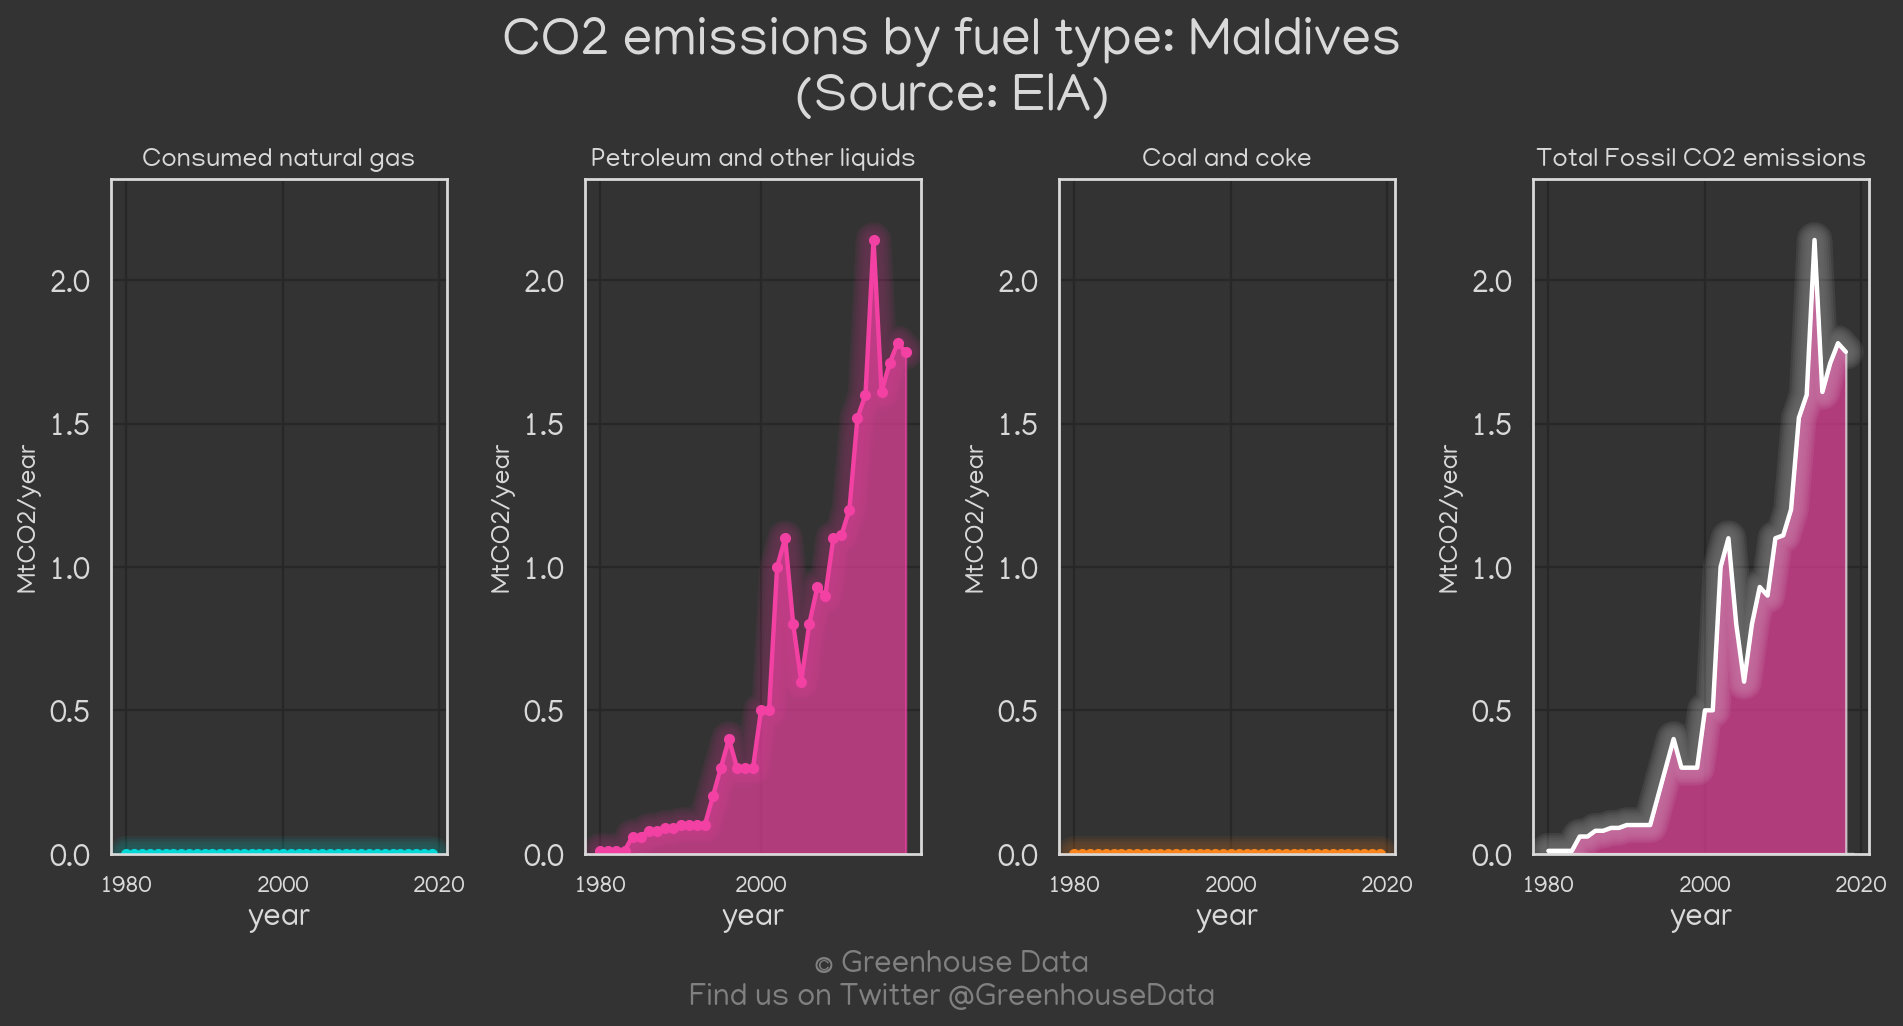 CO2 emissions by fuel type: Maldives
(Source: EIA)
Consumed natural gas
Petroleum and other liquids
Coal and coke
Total Fossil CO2 emissions
MtCO2/year
2.0
1.5
1.0
0.5
0.0
1980 2000 2020
year
MtCO2/year
2.0
1.5
1.0
0.5
0.0
1980 2000
year
MtCO2/year
2.0
1.5
1.0
0.5
0.0
1980 2000 2020
year
MtCO2/year
2.0
1.5
1.0
0.5
0.0
1980 2000 2020
year
© Greenhouse Data
Find us on Twitter @GreenhouseData